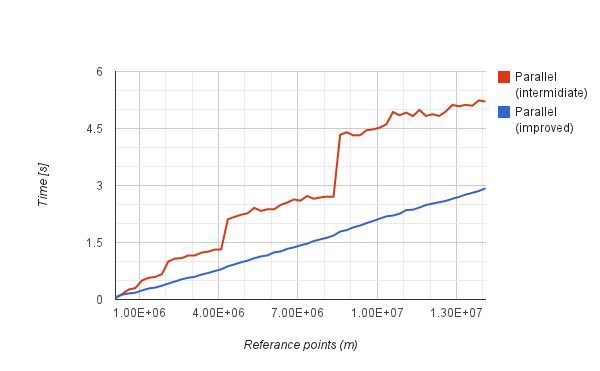 6
4.5
3
1.5
0
Time [s]
1.00E+06
4.00E+06
7.00E+06
1.00E+07
1.30E+07
Referance points (m)
Parallel
(intermidiate)
Parallel
(improved)